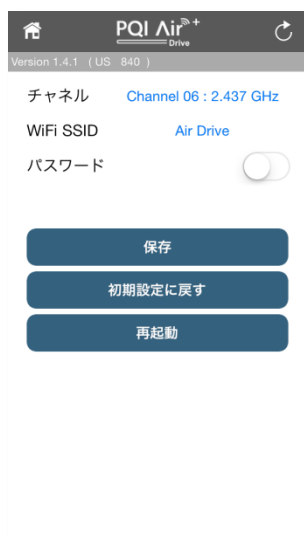 PQI Air+
Drive
Version 1.4.1 ( US 840 )
チャネル Channel 06 : 2.437 GHz
WiFi SSID Air Drive
パスワード
保存
初期設定に戻す
再起動